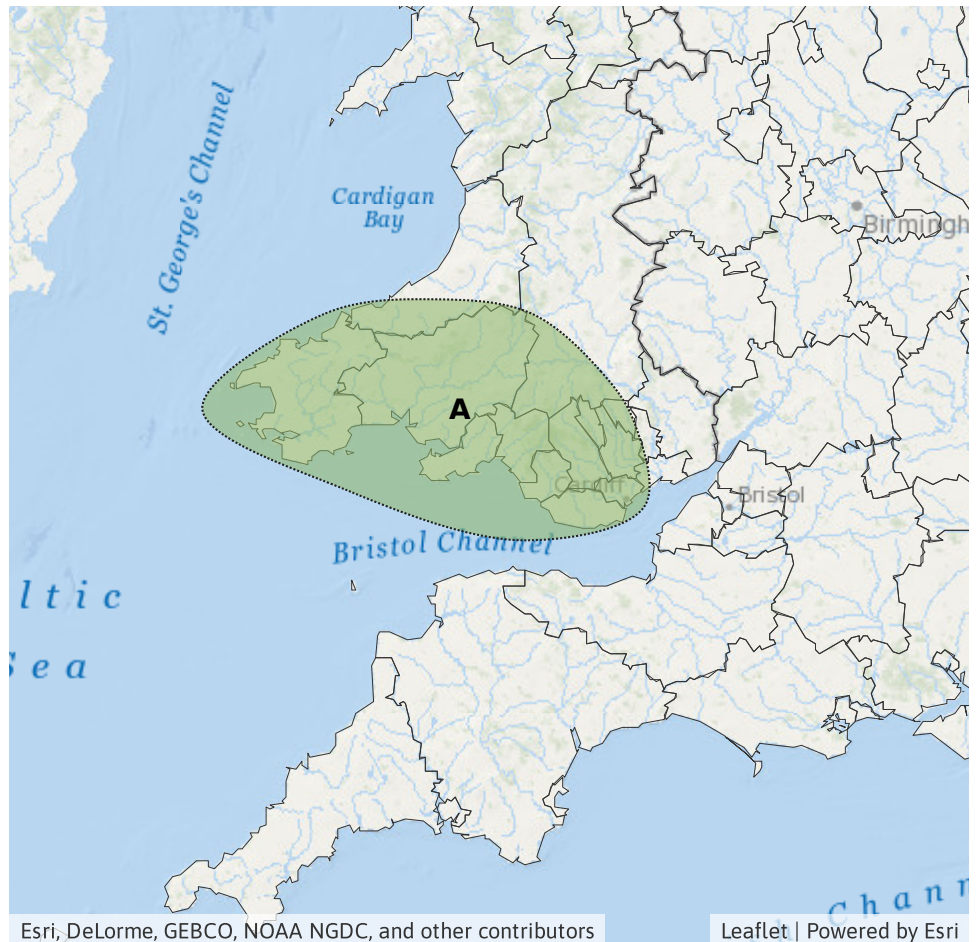 St. George's Channel
Cardigan
Bay
Birmingh
A
Cardiff
Bristol
Bristol Channel
ltic
Sea
Chann
Esri, DeLorme, GEBCO, NOAA NGDC, and other contributors
Leaflet | Powered by Esri